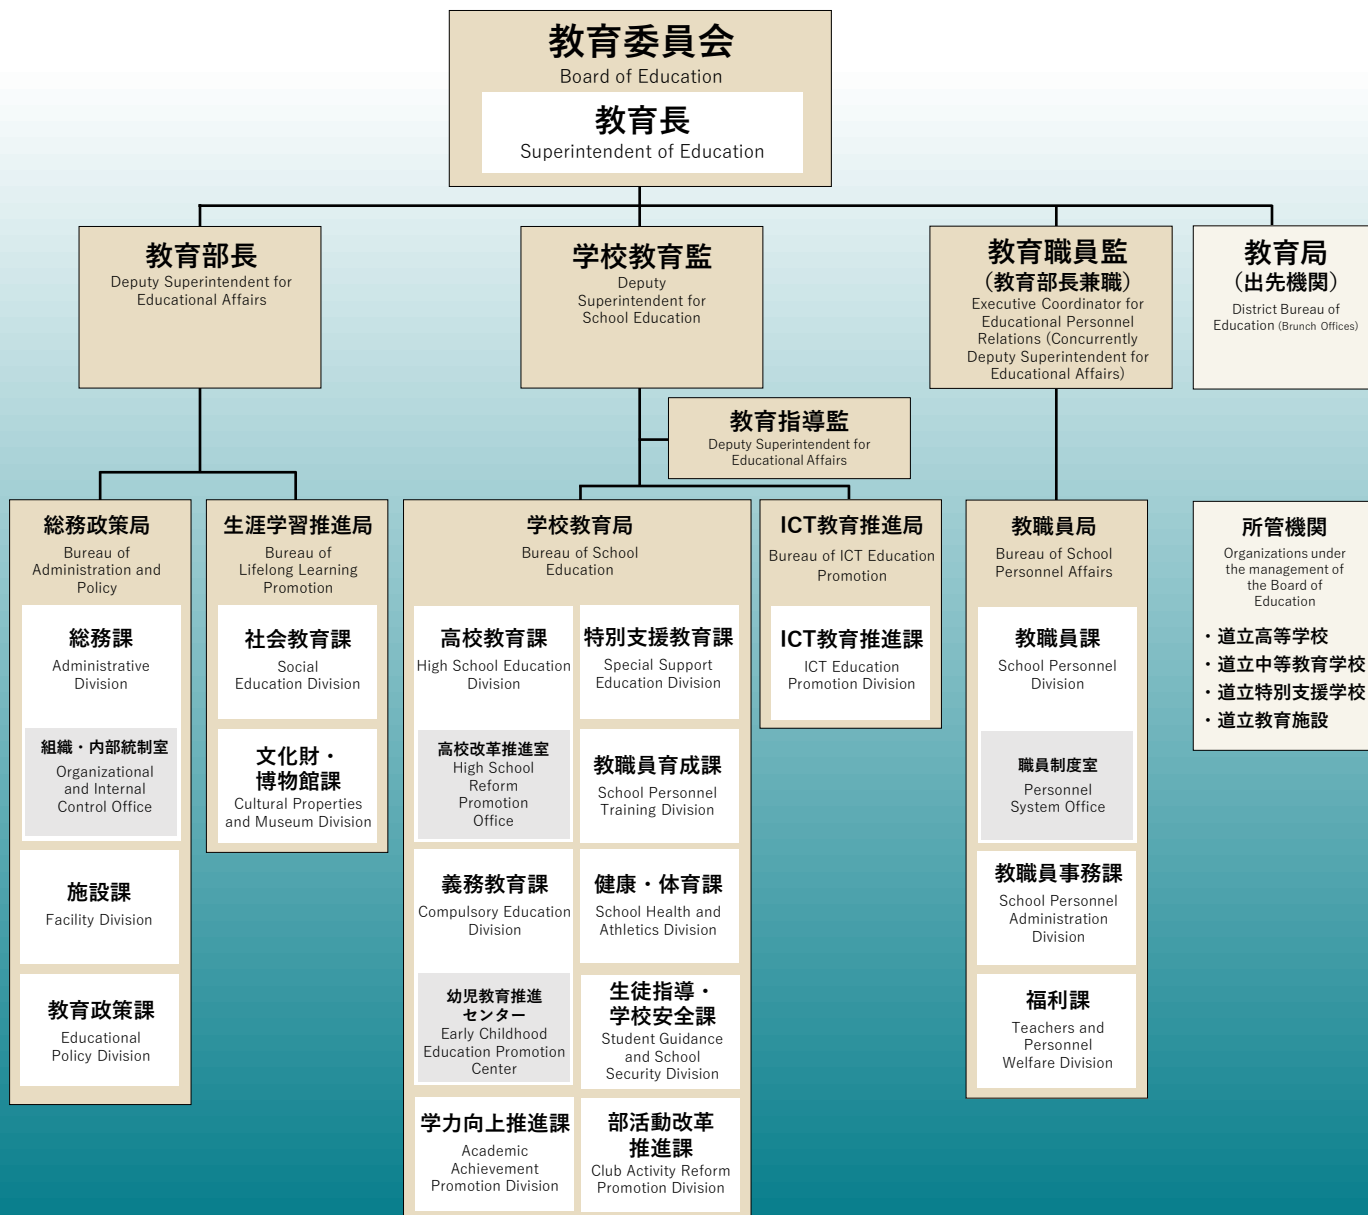 教育委員会
Board of Education
教育長
Superintendent of Education
教育部長
Deputy Superintendent for
Educational Affairs
学校教育監
Deputy
Superintendent for
School Education
教育職員監
（教育部長兼職）
Executive Coordinator for
Educational Personnel
Relations (Concurrently
Deputy Superintendent for
Educational Affairs)
教育局
（出先機関）
District Bureau of
Education (Brunch Offices)
教育指導監
Deputy Superintendent for
Educational Affairs
総務政策局
Bureau of
Administration and
Policy
総務課
Administrative
Division
組織・内部統制室
Organizational
and Internal
Control Office
施設課
Facility Division
教育政策課
Educational
Policy Division
生涯学習推進局
Bureau of
Lifelong Learning
Promotion
社会教育課
Social
Education Division
文化財・
博物館課
Cultural Properties
and Museum Division
学校教育局
Bureau of School
Education
高校教育課
High School Education
Division
高校改革推進室
High School
Reform
Promotion
Office
義務教育課
Compulsory Education
Division
幼児教育推進
センター
Early Childhood
Education Promotion
Center
学力向上推進課
Academic
Achievement
Promotion Division
特別支援教育課
Special Support
Education Division
教職員育成課
School Personnel
Training Division
健康・体育課
School Health and
Athletics Division
生徒指導・
学校安全課
Student Guidance
and School
Security Division
部活動改革
推進課
Club Activity Reform
Promotion Division
ICT教育推進局
Bureau of ICT Education
Promotion
ICT教育推進課
ICT Education
Promotion Division
教職員局
Bureau of School
Personnel Affairs
教職員課
School Personnel
Division
職員制度室
Personnel
System Office
教職員事務課
School Personnel
Administration
Division
福利課
Teachers and
Personnel
Welfare Division
所管機関
Organizations under
the management of
the Board of
Education
・道立高等学校
・道立中等教育学校
・道立特別支援学校
・道立教育施設